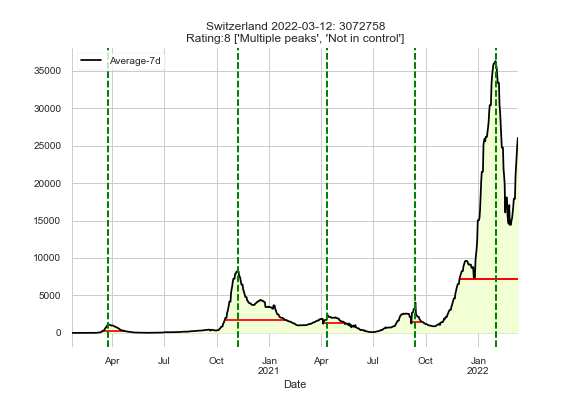 Switzerland 2022-03-12: 3072758
Rating:8 ['Multiple peaks', 'Not in control']
Average-7d
35000
30000
25000
20000
15000
10000
5000
0
Apr Jul Oct Jan Apr Jul Oct Jan
2021 2022
Date